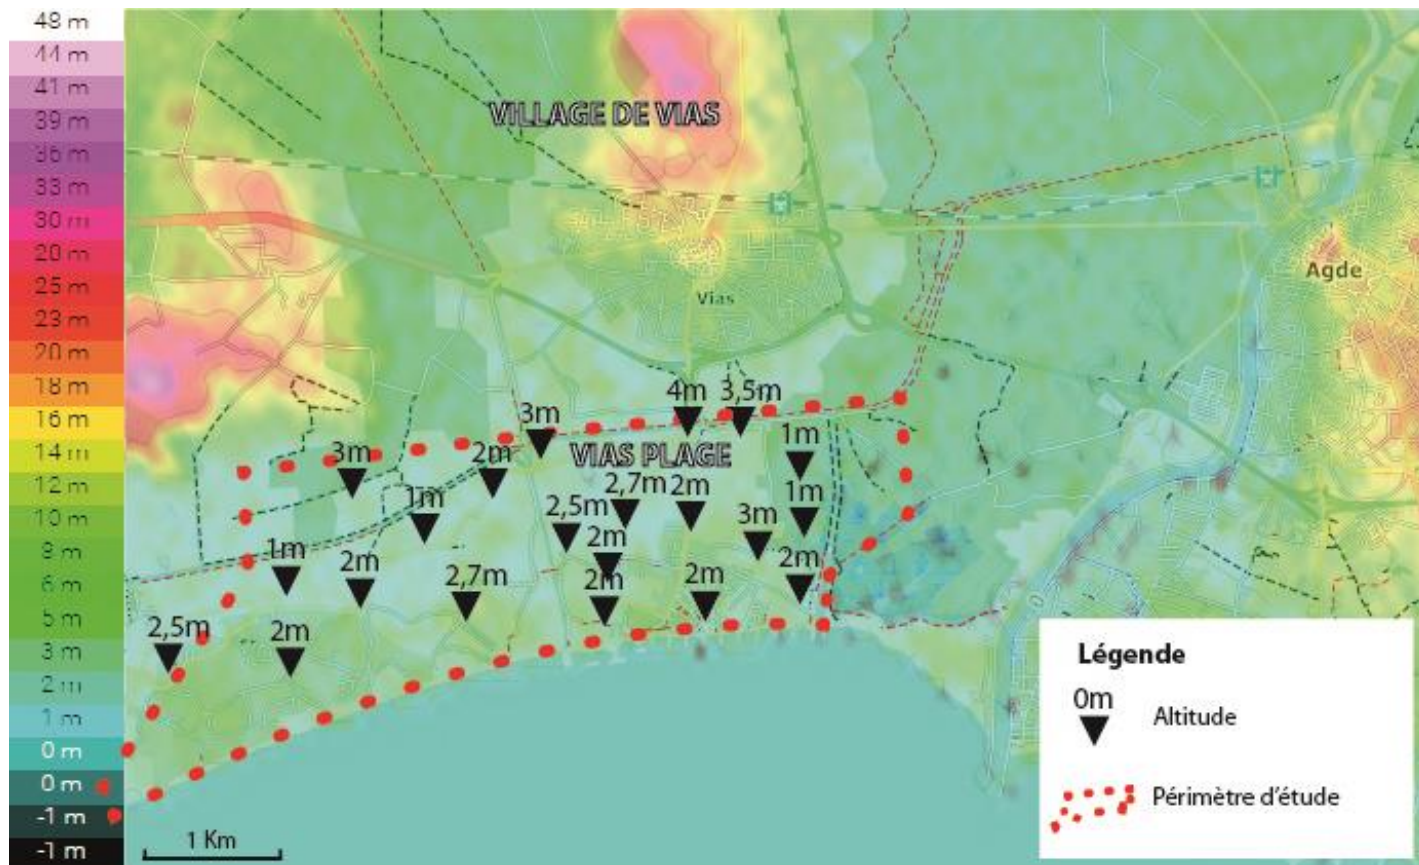 48 m
44 m
41 m
39 m
36 m
33 m
30 m
20 m
25 m
23 m
20 m
18 m
16 m
14 m
12 m
10 m
9 m
6 m
5 m
3 m
2 m
1 m
0 m
0 m
-1 m
-1 m
VILLAGE DE VIAS
Agde
Vias
4m
3,5m
3m
VIAS PLAGE
1m
3m
2m
2,7m
2m
1m
1m
2,5m
3m
2m
1m
2m
2m
2,7m
2m
2m
2,5m
2m
Légende
0m
Altitude
Périmètre d'étude
1 Km